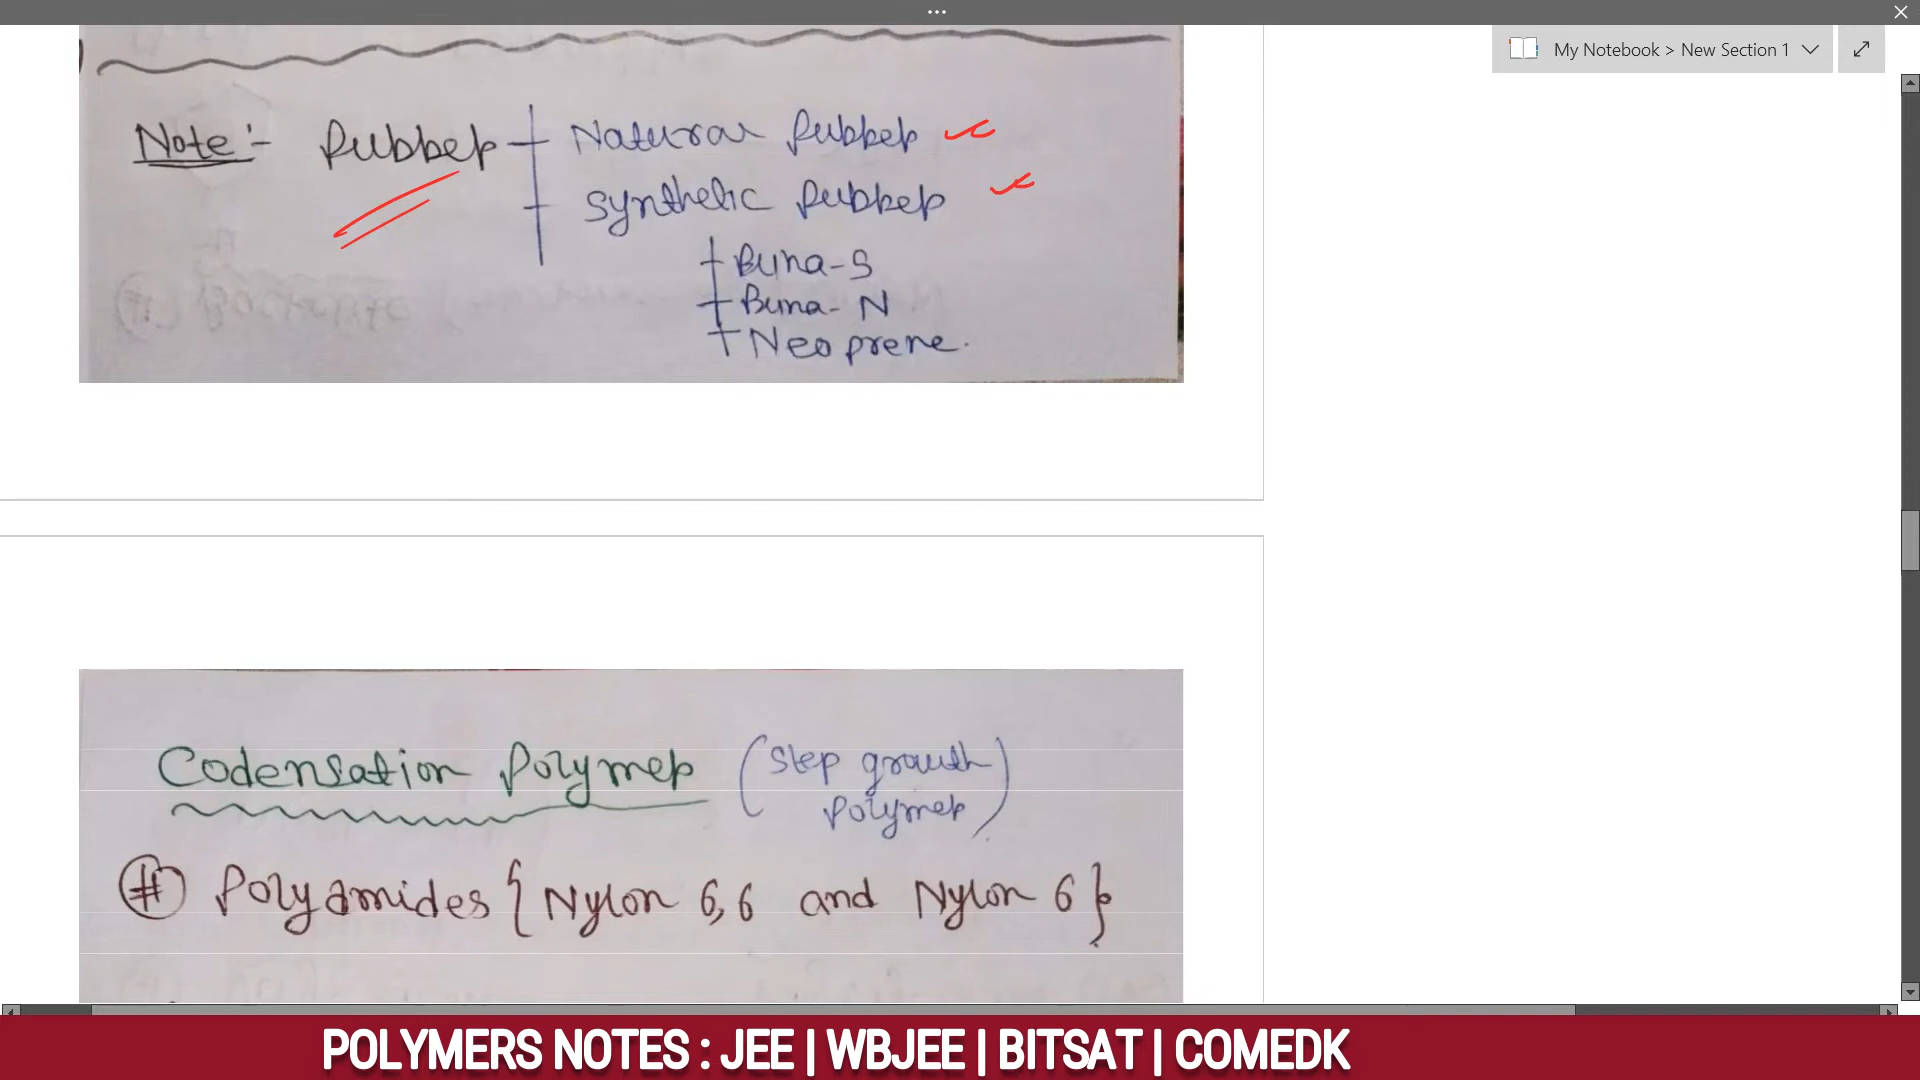 My Notebook > New Section 1
Note :- Rubber Natural Rubber
Synthetic Rubber
Buna-S
Buna-N
Neoprene.
Codensation Polymer (Step growth
Polymer)
# Polyamides { Nylon 6,6 and Nylon 6 }
POLYMERS NOTES : JEE | WBJEE | BITSAT | COMEDK